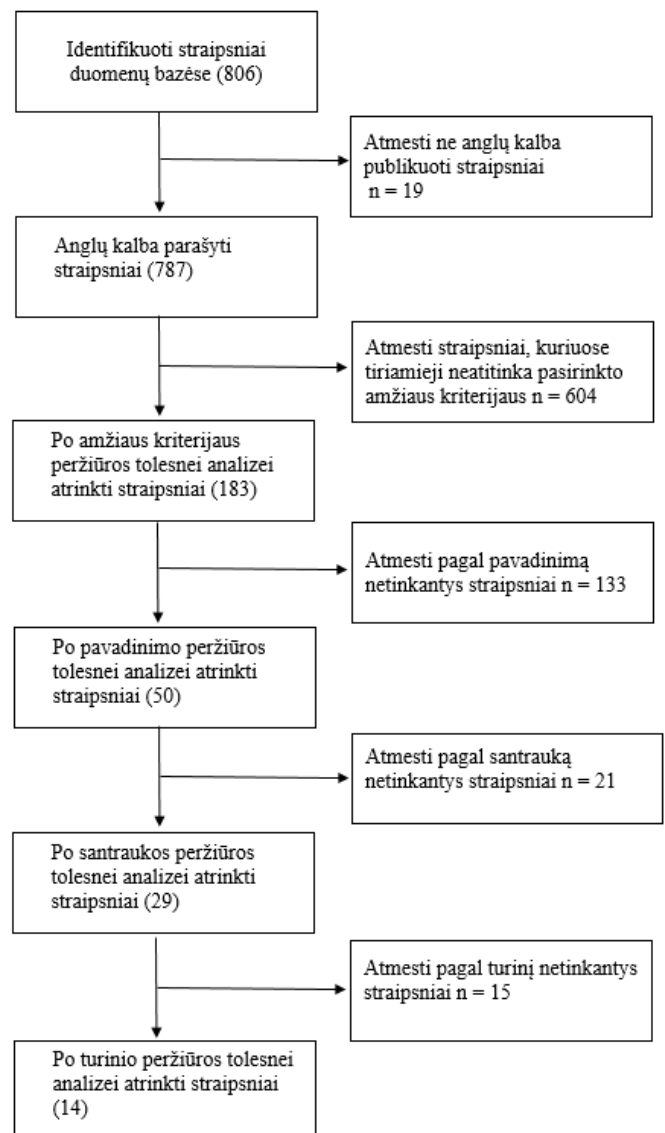 Identifikuoti straipsniai
duomenų bazėse (806)
Atmesti ne anglų kalba
publikuoti straipsniai
n = 19
Anglų kalba parašyti
straipsniai (787)
Atmesti straipsniai, kuriuose
tiriamieji neatitinka pasirinkto
amžiaus kriterijaus n = 604
Po amžiaus kriterijaus
peržiūros tolesnei analizei
atrinkti straipsniai (183)
Atmesti pagal pavadinimą
netinkantys straipsniai n = 133
Po pavadinimo peržiūros
tolesnei analizei atrinkti
straipsniai (50)
Atmesti pagal santrauką
netinkantys straipsniai n = 21
Po santraukos peržiūros
tolesnei analizei atrinkti
straipsniai (29)
Atmesti pagal turinį netinkantys
straipsniai n = 15
Po turinio peržiūros tolesnei
analizei atrinkti straipsniai
(14)